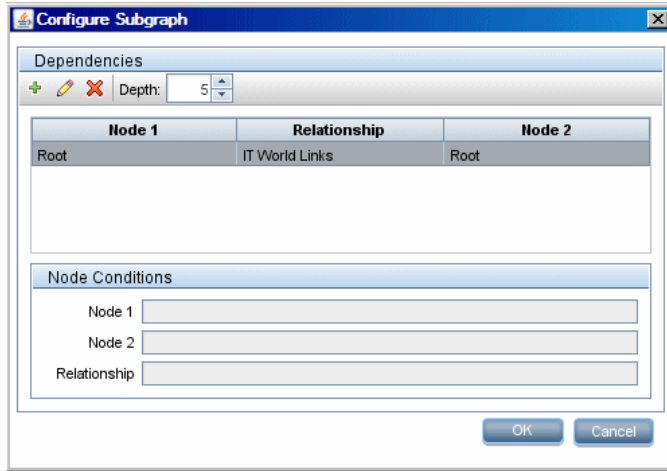 Configure Subgraph
Dependencies
Depth: 5
Node 1 Relationship Node 2
Root IT World Links Root
Node Conditions
Node 1
Node 2
Relationship
OK Cancel